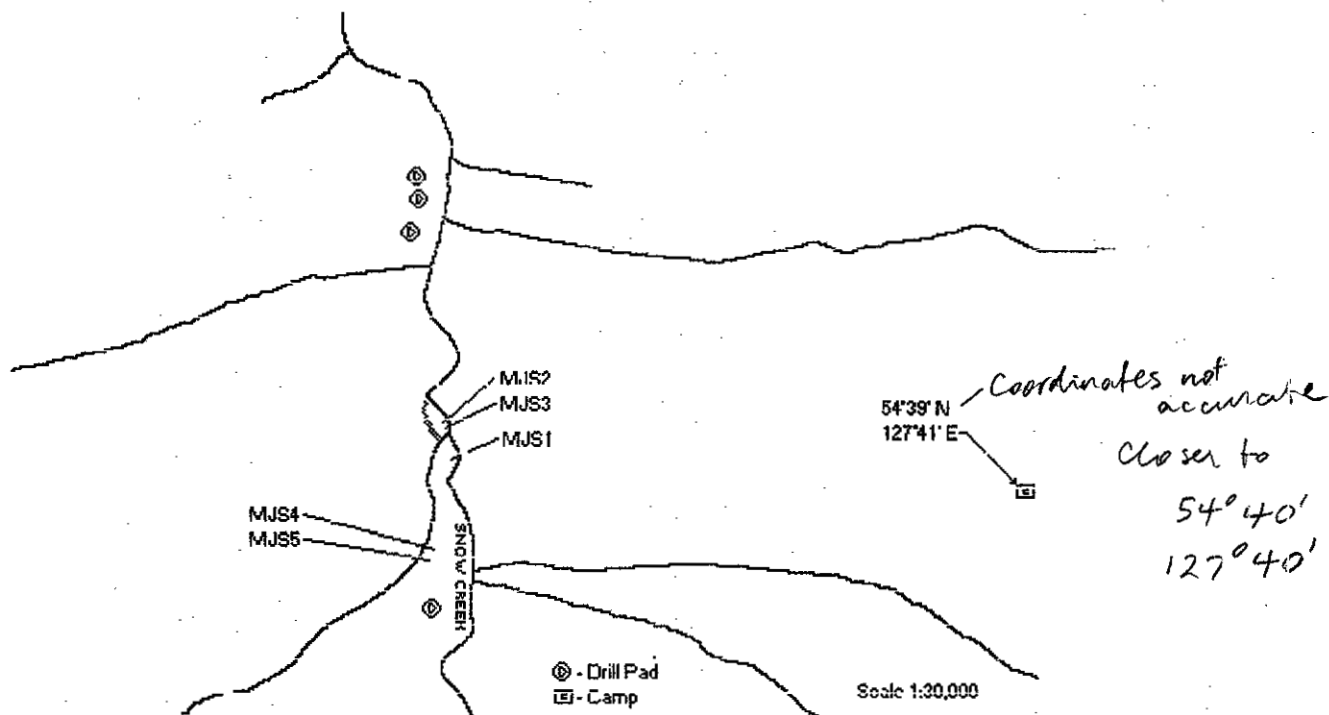 MJS2
MJS3
MJS1
54°39' N
127°41' E
Coordinates not
accurate
Closer to
54°40'
127°40'
MJS4
MJS5
SNOW CREEK
D - Drill Pad
C - Camp
Scale 1:30,000